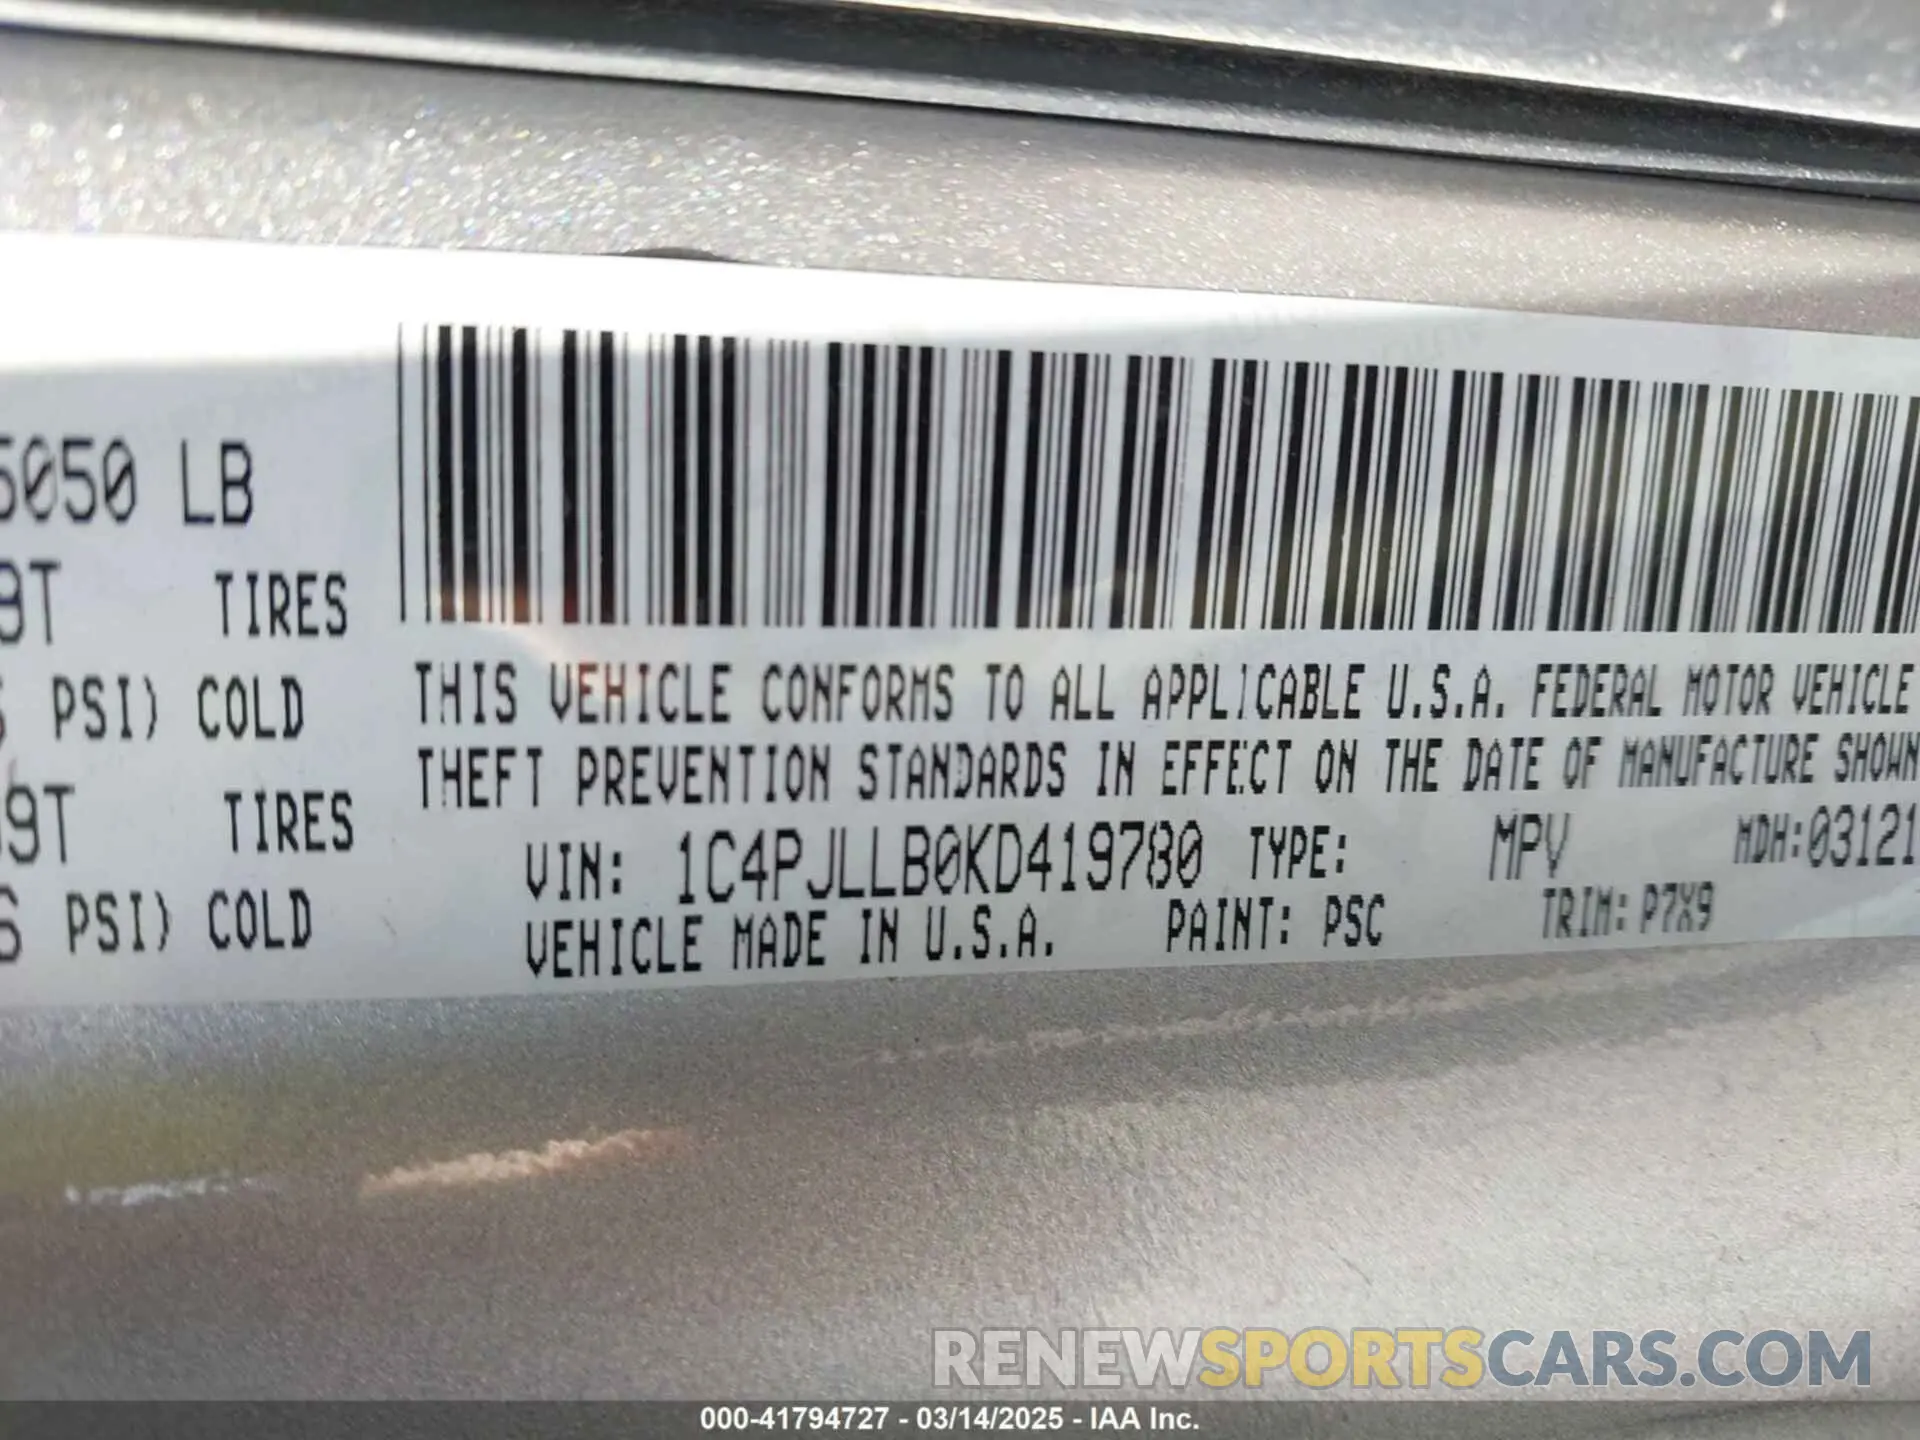 5050 LB
9T TIRES
PSI) COLD
9T TIRES
PSI) COLD
THIS VEHICLE CONFORMS TO ALL APPLICABLE U.S.A. FEDERAL MOTOR VEHICLE
THEFT PREVENTION STANDARDS IN EFFECT ON THE DATE OF MANUFACTURE SHOWN
VIN: 1C4PJLLB0KD419780 TYPE: MPV MDH:03121
VEHICLE MADE IN U.S.A. PAINT: PSC TRIM: P7X9
RENEWSPORTSCARS.COM
000-41794727 - 03/14/2025 - IAA Inc.